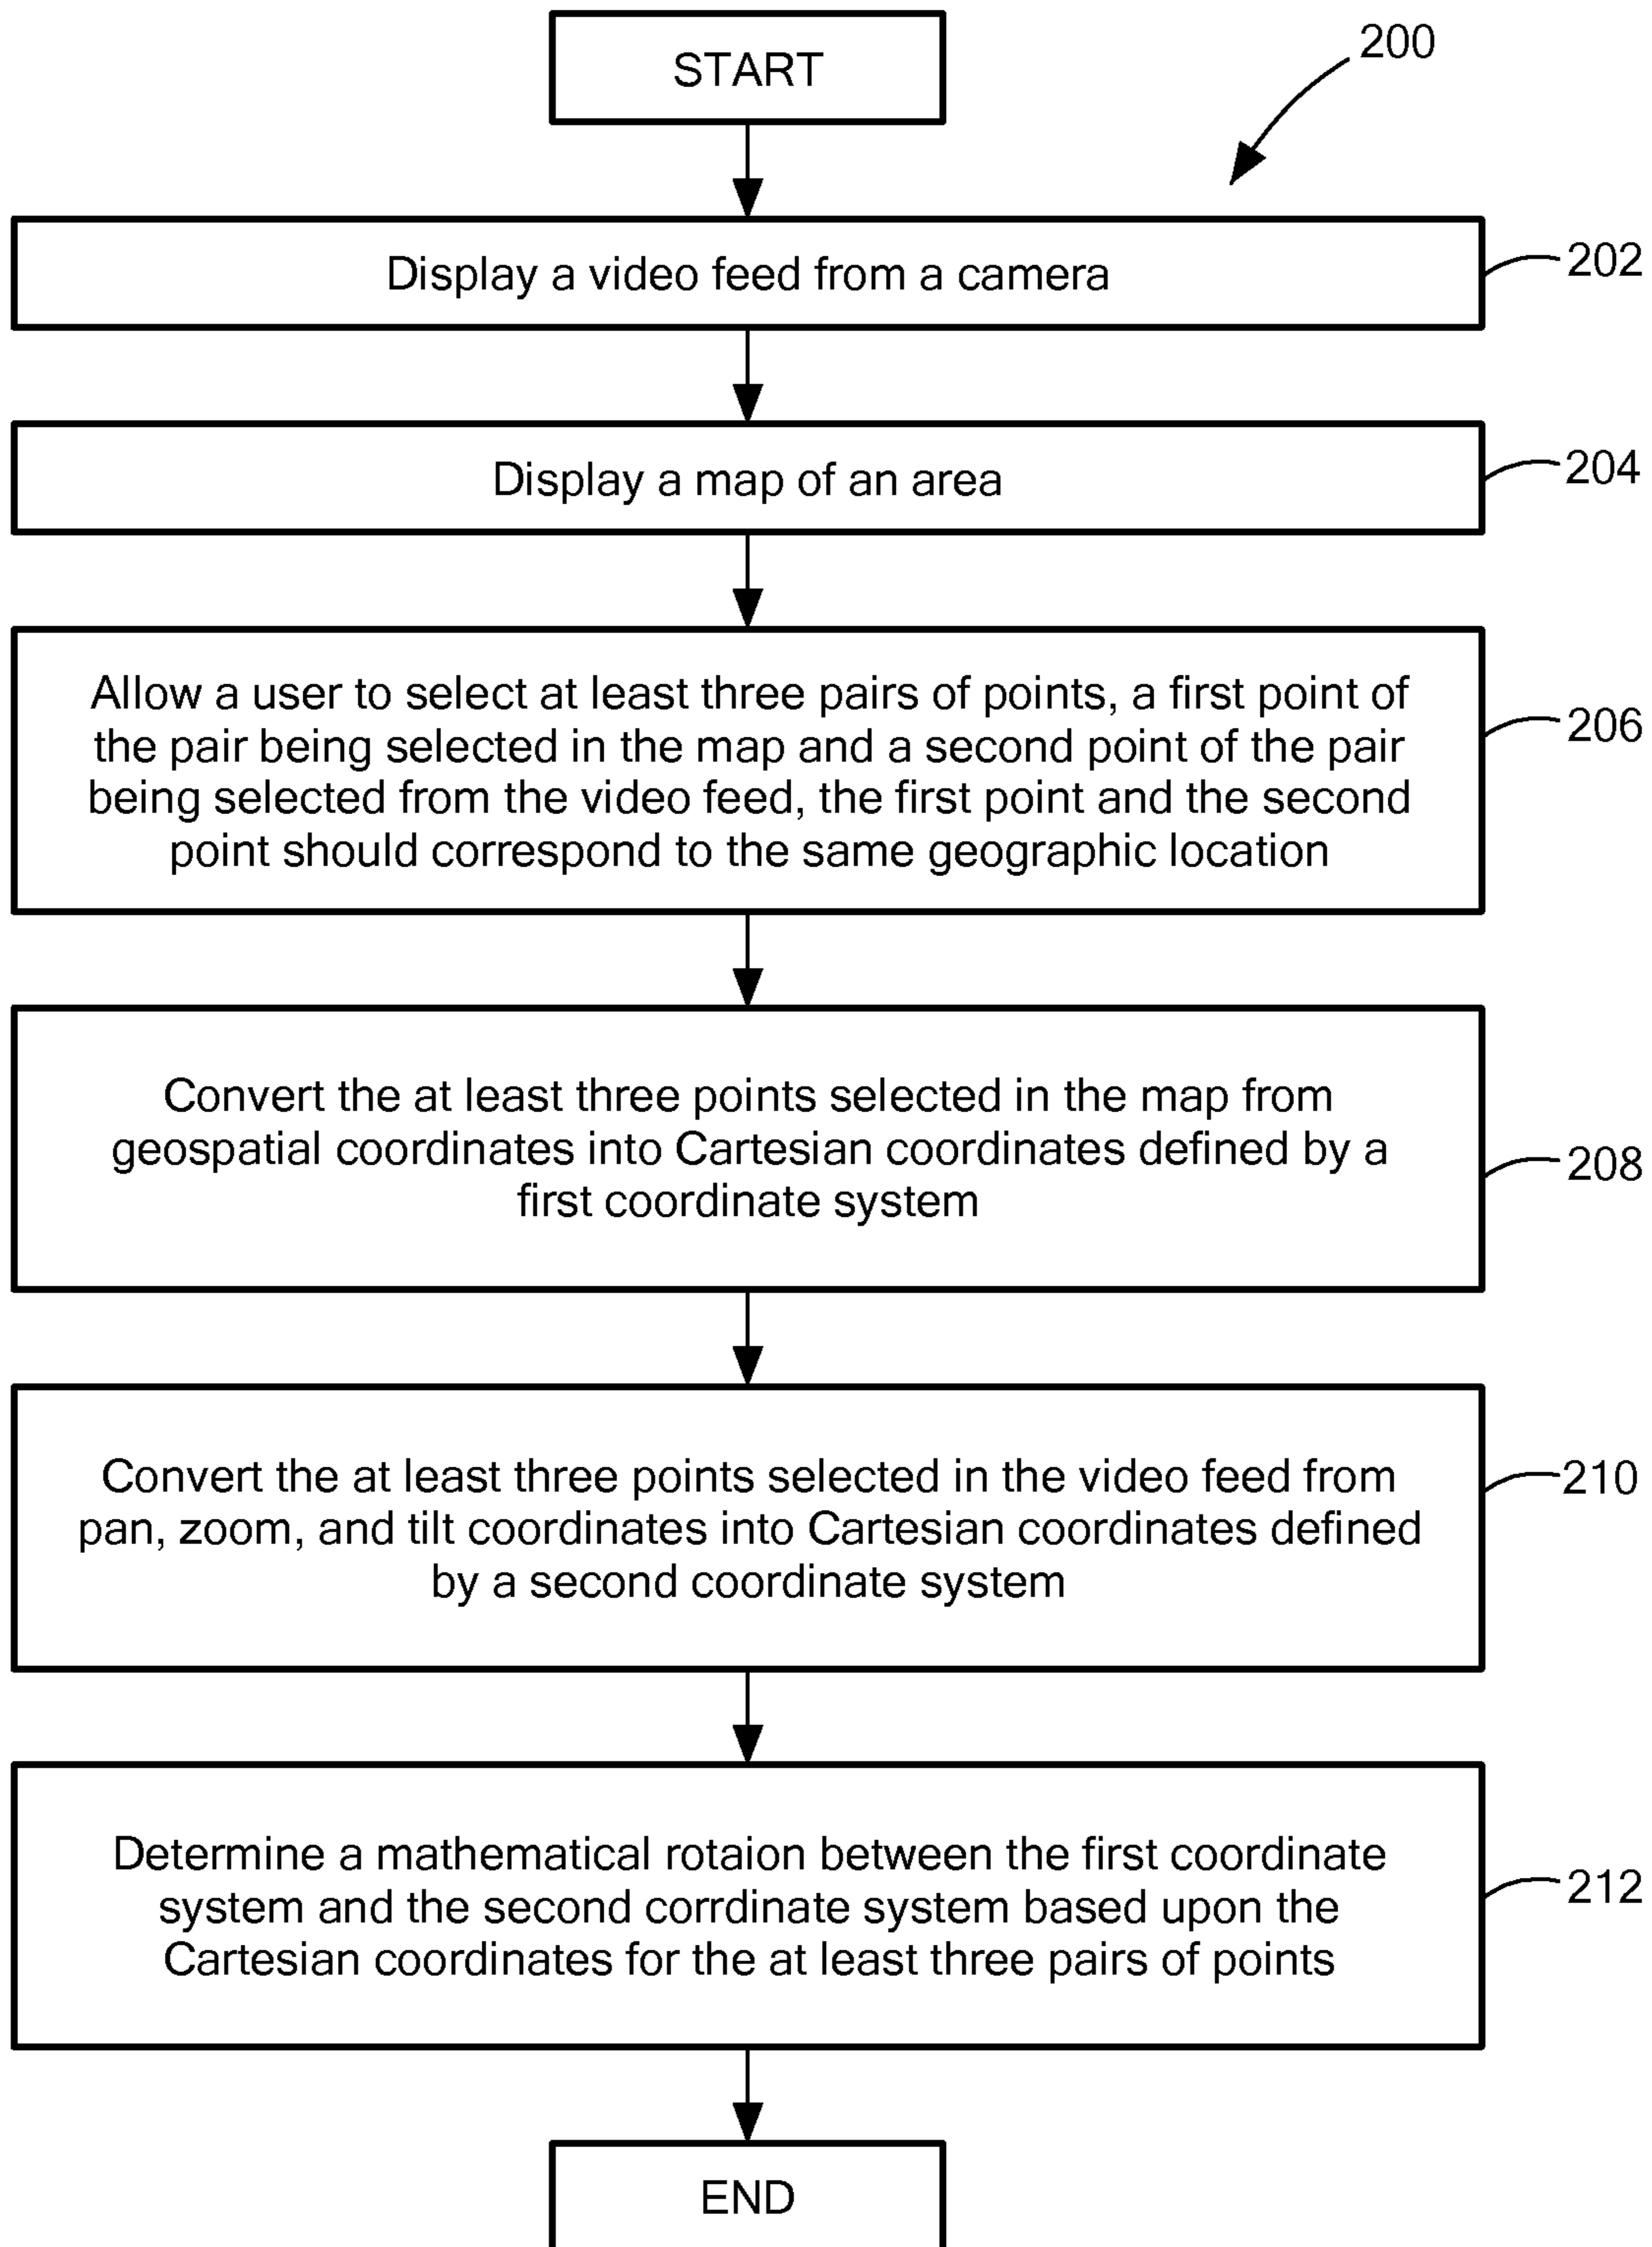 START
200
Display a video feed from a camera
202
Display a map of an area
204
Allow a user to select at least three pairs of points, a first point of
the pair being selected in the map and a second point of the pair
being selected from the video feed, the first point and the second
point should correspond to the same geographic location
206
Convert the at least three points selected in the map from
geospatial coordinates into Cartesian coordinates defined by a
first coordinate system
208
Convert the at least three points selected in the video feed from
pan, zoom, and tilt coordinates into Cartesian coordinates defined
by a second coordinate system
210
Determine a mathematical rotaion between the first coordinate
system and the second corrdinate system based upon the
Cartesian coordinates for the at least three pairs of points
212
END